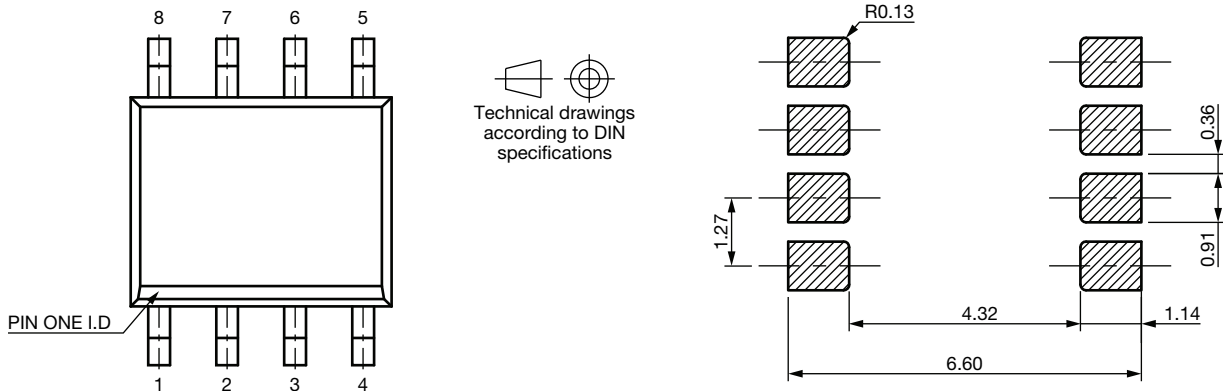 8 7 6 5
R0.13
Technical drawings
according to DIN
specifications
0.36
1.27
0.91
PIN ONE I.D
4.32 1.14
6.60
1 2 3 4